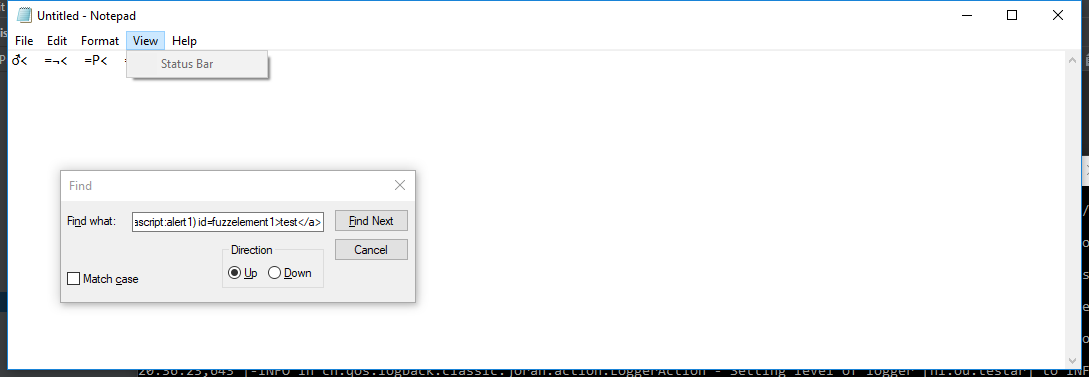 Untitled - Notepad
File Edit Format View Help
♂< =¬< =P<
Status Bar
Find
Find what: ascript:alert1) id=fuzzelement1>test</a> Find Next
Cancel
Direction
Up Down
Match case
20:36:23,643 |-INFO in ch.qos.logback.classic.joran.action.LoggerAction - Setting level of logger [nl.ou.testar] to INF